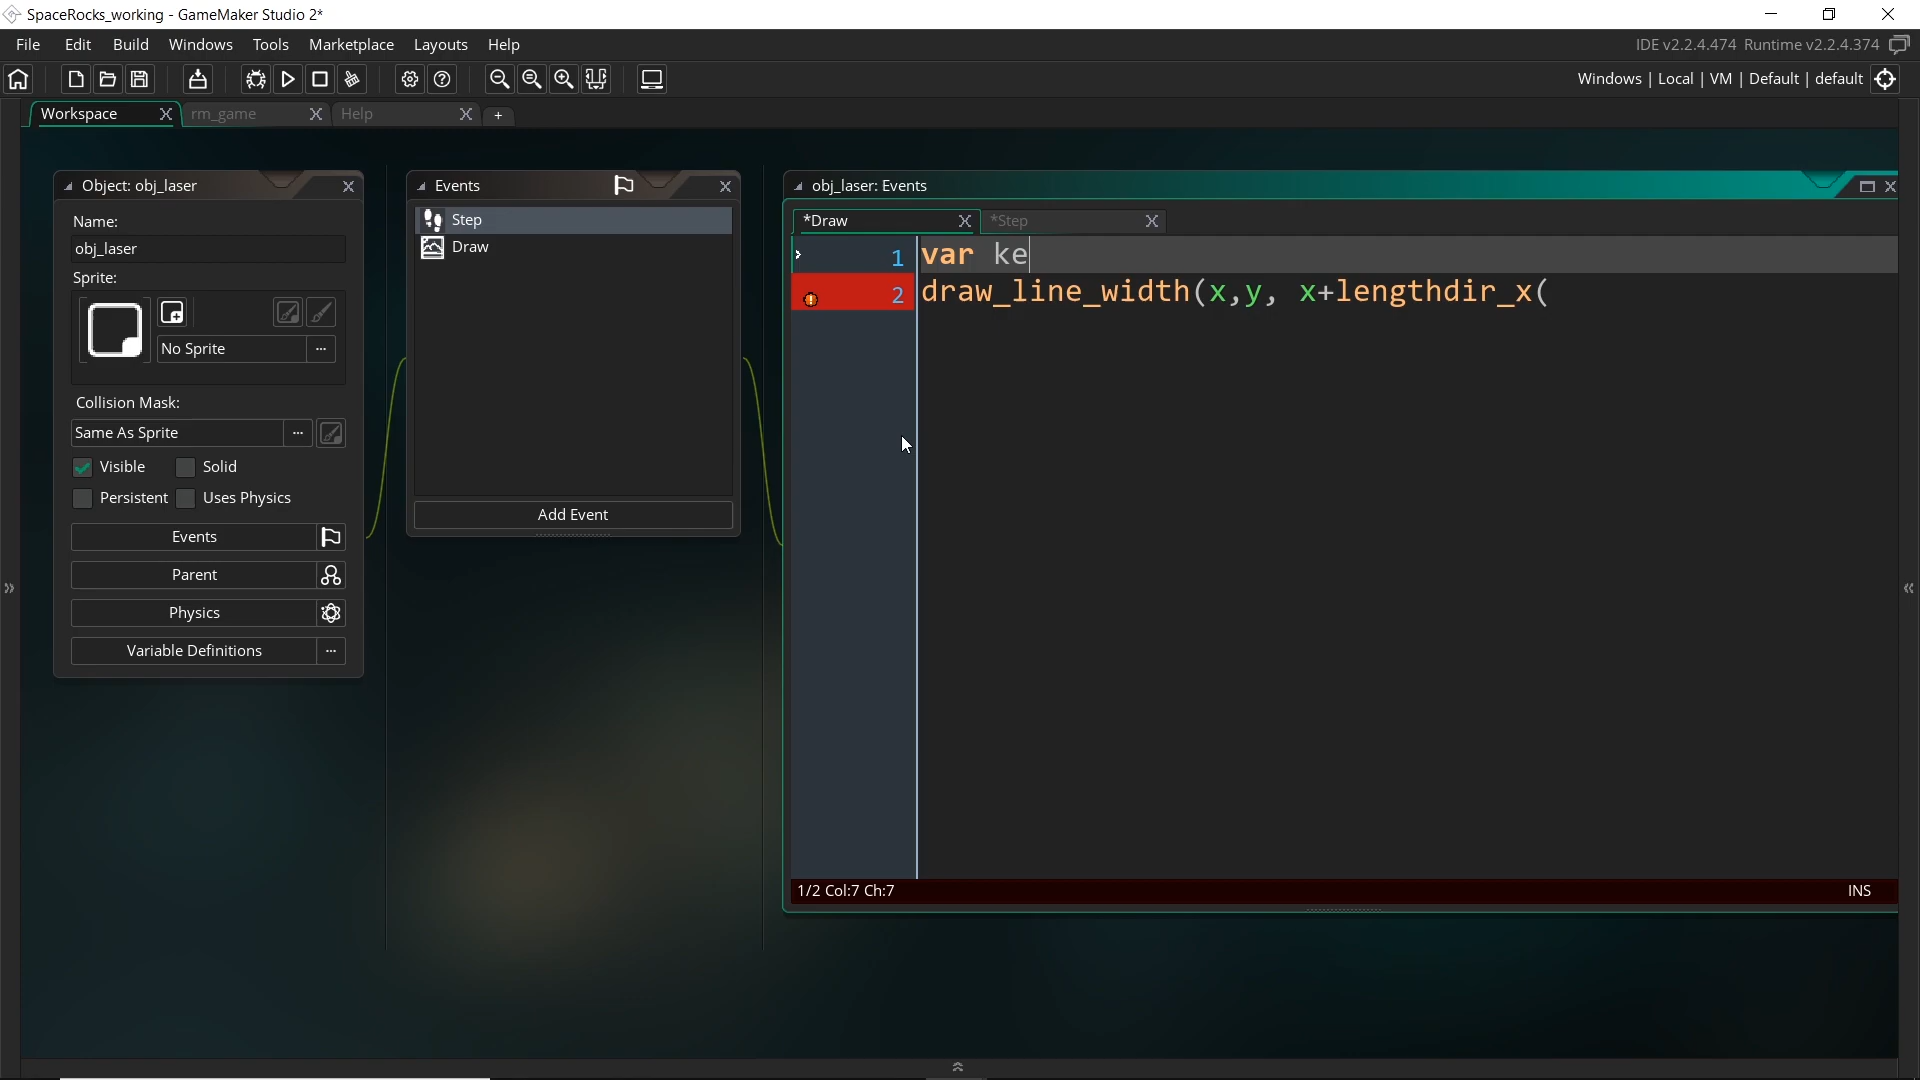 SpaceRocks_working - GameMaker Studio 2*
File Edit Build Windows Tools Marketplace Layouts Help
IDE v2.2.4.474 Runtime v2.2.4.374
Windows | Local | VM | Default | default
Workspace
rm_game
Help
+
Object: obj_laser
Name:
obj_laser
Sprite:
No Sprite
...
Collision Mask:
Same As Sprite
...
Visible
Solid
Persistent
Uses Physics
Events
Parent
Physics
Variable Definitions
...
Events
Step
Draw
Add Event
obj_laser: Events
*Draw
*Step
1 var ke
2 draw_line_width(x,y, x+lengthdir_x(
1/2 Col:7 Ch:7
INS